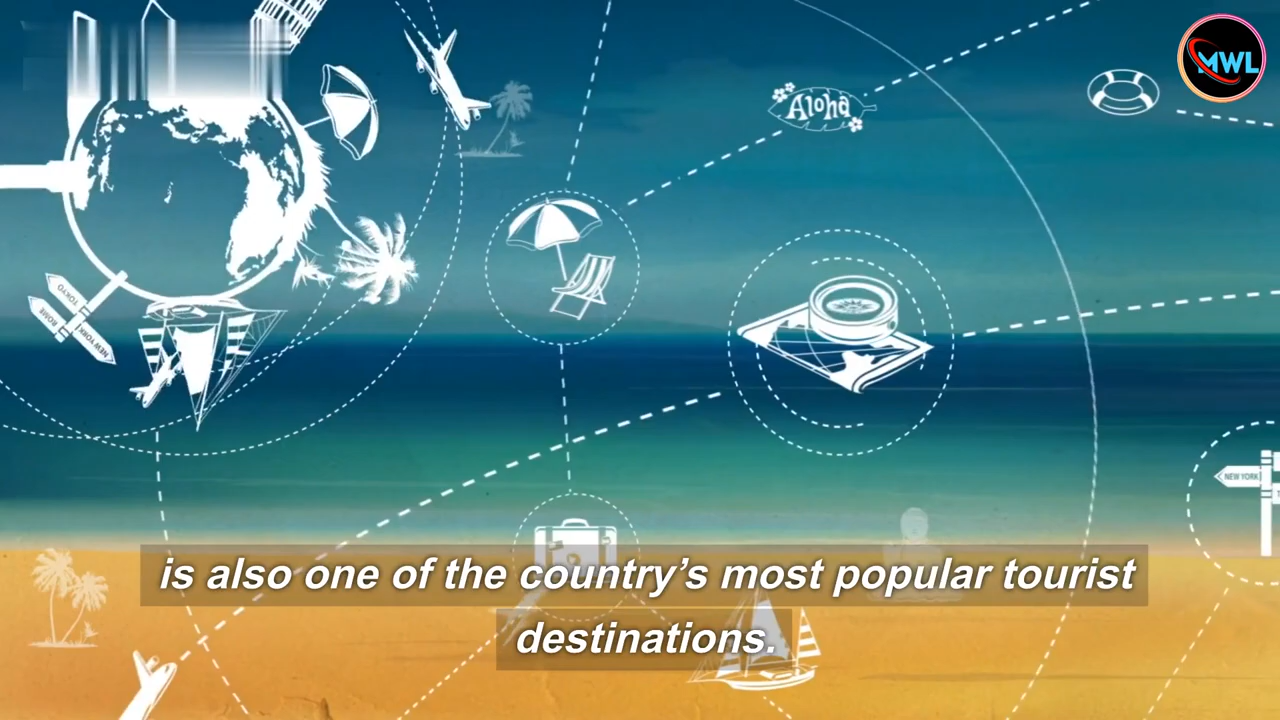 MWL
Aloha
TOKYO
ROME
NEW YORK
NEW YORK
is also one of the country’s most popular tourist
destinations.